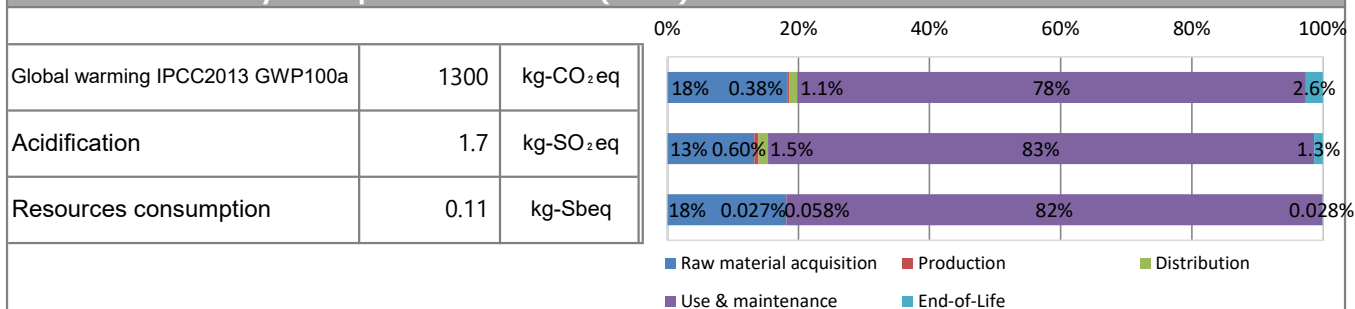 0% 20% 40% 60% 80% 100%
Global warming IPCC2013 GWP100a 1300 kg-CO₂eq 18% 0.38% 1.1% 78% 2.6%
Acidification 1.7 kg-SO₂eq 13% 0.60% 1.5% 83% 1.3%
Resources consumption 0.11 kg-Sbeq 18% 0.027% 0.058% 82% 0.028%
Raw material acquisition Production Distribution
Use & maintenance End-of-Life